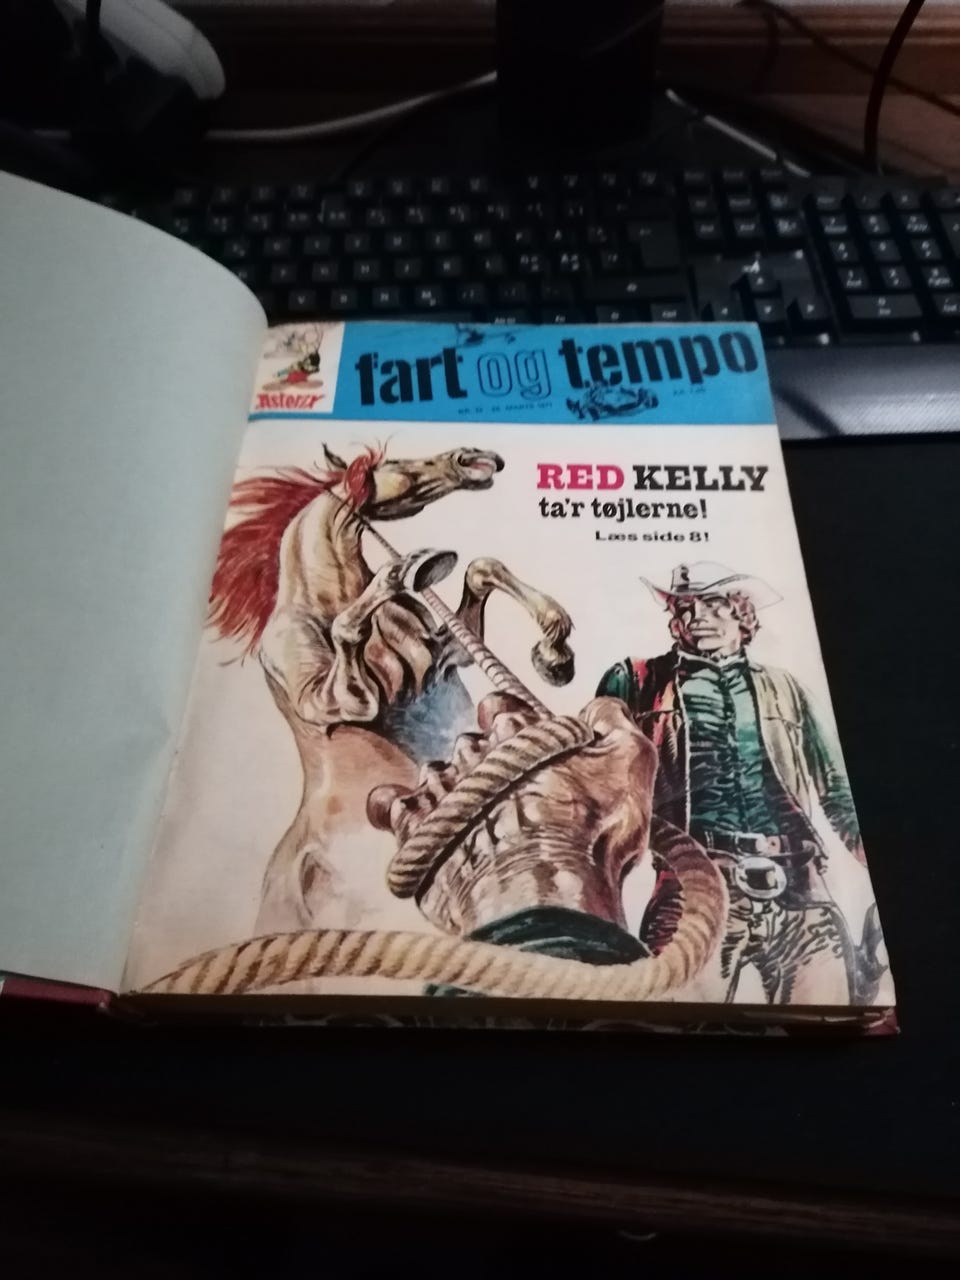 Asterix
fart og tempo
RED KELLY
ta'r tøjlerne!
Læs side 8!